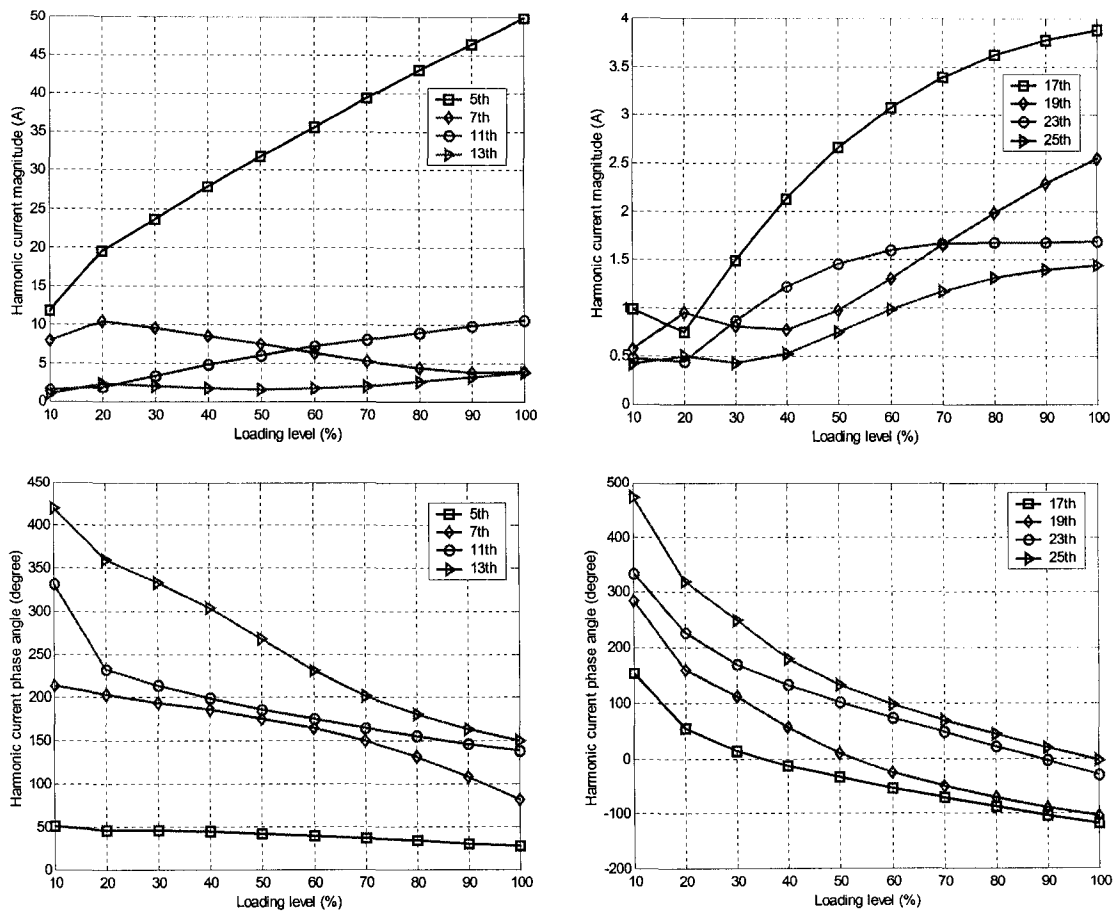 Harmonic current magnitude (A)
50
45
40
35
30
25
20
15
10
5
0
5th
7th
11th
13th
10 20 30 40 50 60 70 80 90 100
Loading level (%)
Harmonic current magnitude (A)
4
3.5
3
2.5
2
1.5
1
0.5
0
17th
19th
23th
25th
10 20 30 40 50 60 70 80 90 100
Loading level (%)
Harmonic current phase angle (degree)
450
400
350
300
250
200
150
100
50
0
5th
7th
11th
13th
10 20 30 40 50 60 70 80 90 100
Loading level (%)
Harmonic current phase angle (degree)
500
400
300
200
100
0
-100
-200
17th
19th
23th
25th
10 20 30 40 50 60 70 80 90 100
Loading level (%)